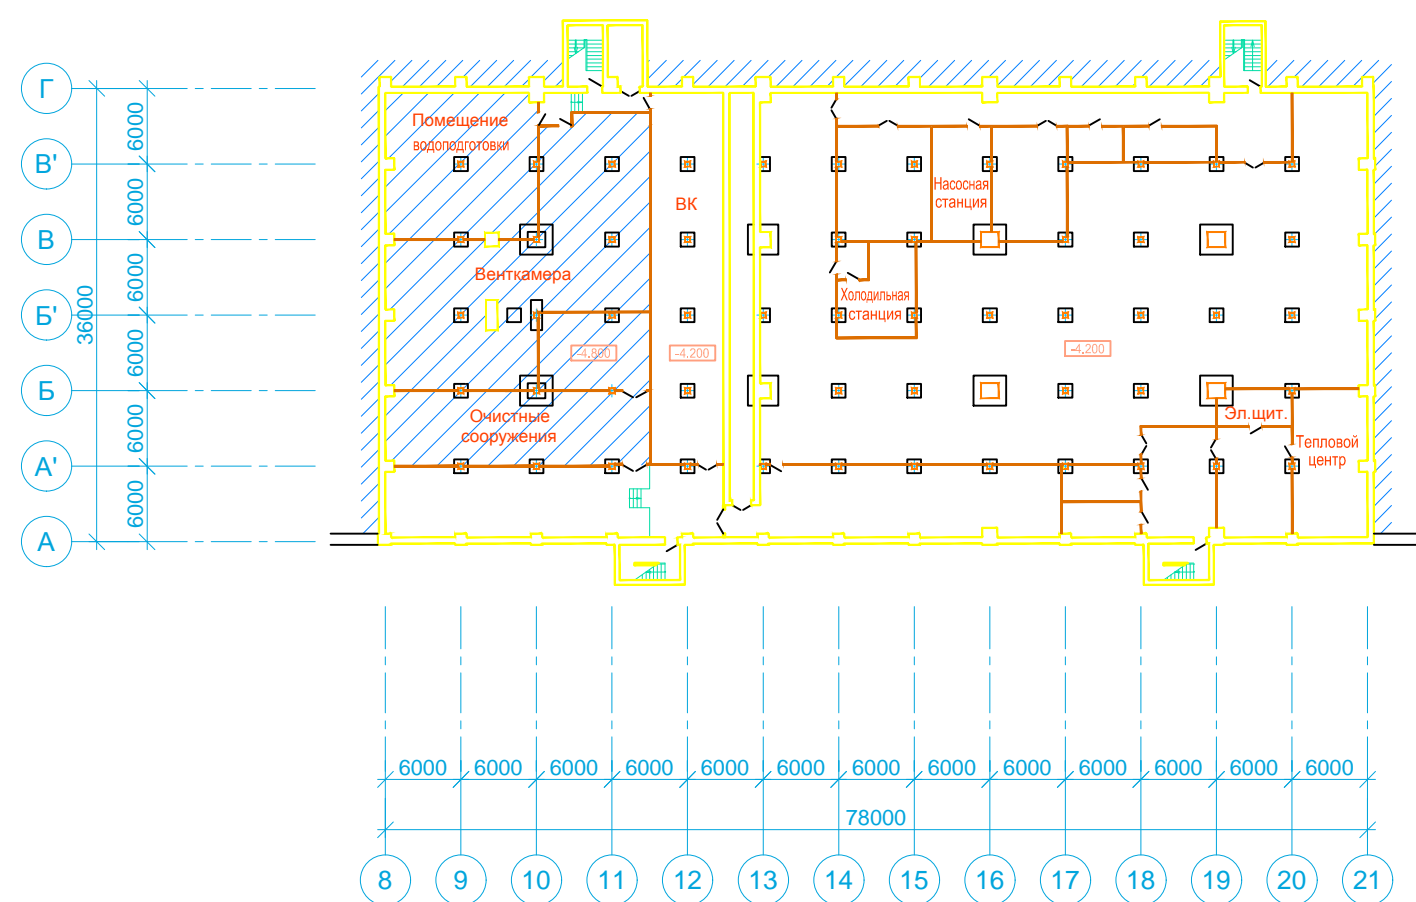 Г
6000
Помещение
водоподготовки
В'
6000
Насосная
станция
ВК
В
6000
Венткамера
Холодильная
станция
Б'
36000
6000
-4.800
-4.200
-4.200
Б
6000
Очистные
сооружения
Эл.щит.
Тепловой
центр
А'
6000
А
6000 6000 6000 6000 6000 6000 6000 6000 6000 6000 6000 6000 6000
78000
8 9 10 11 12 13 14 15 16 17 18 19 20 21